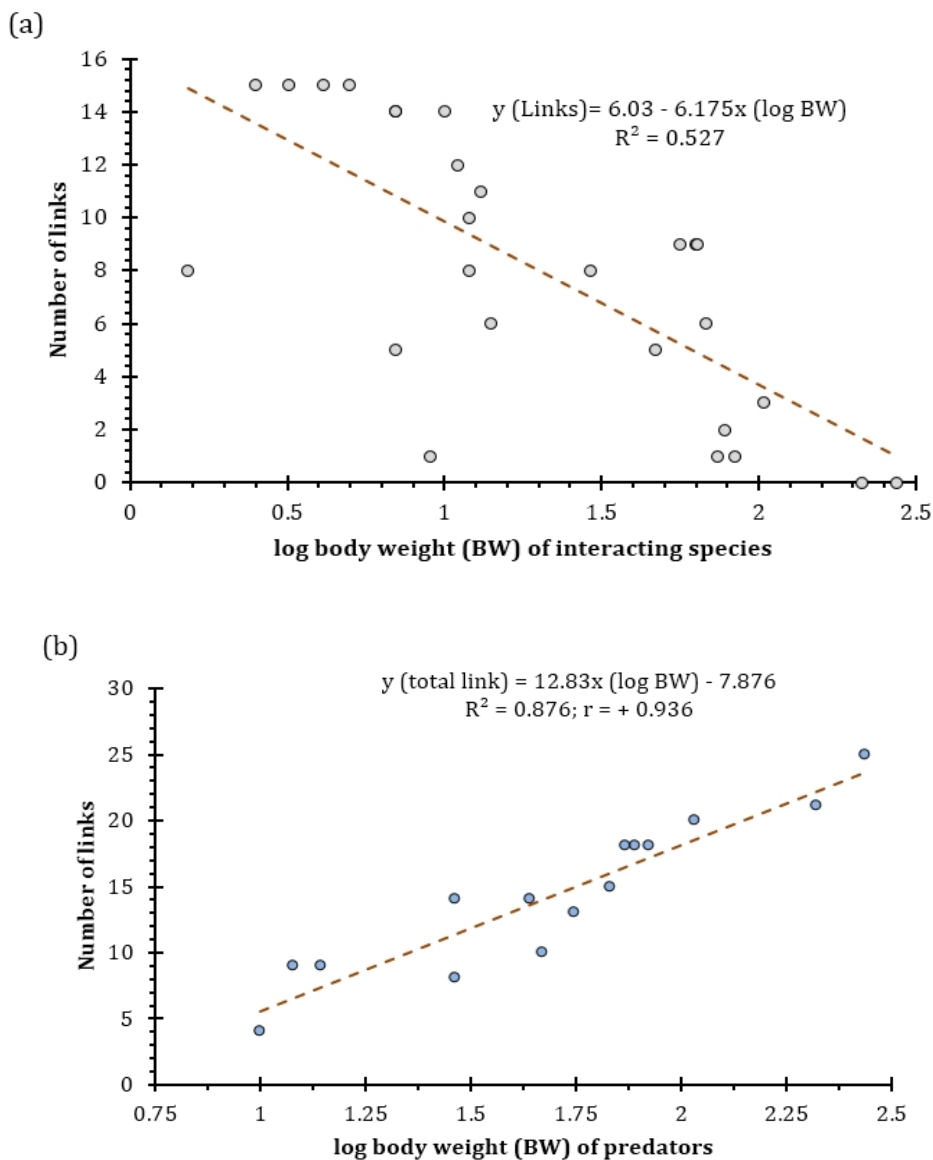 (a)
16
14
12
10
8
6
4
2
0
Number of links
y (Links)= 6.03 - 6.175x (log BW)
R² = 0.527
0 0.5 1 1.5 2 2.5
log body weight (BW) of interacting species
(b)
30
25
20
15
10
5
0
Number of links
y (total link) = 12.83x (log BW) - 7.876
R² = 0.876; r = + 0.936
0.75 1 1.25 1.5 1.75 2 2.25 2.5
log body weight (BW) of predators